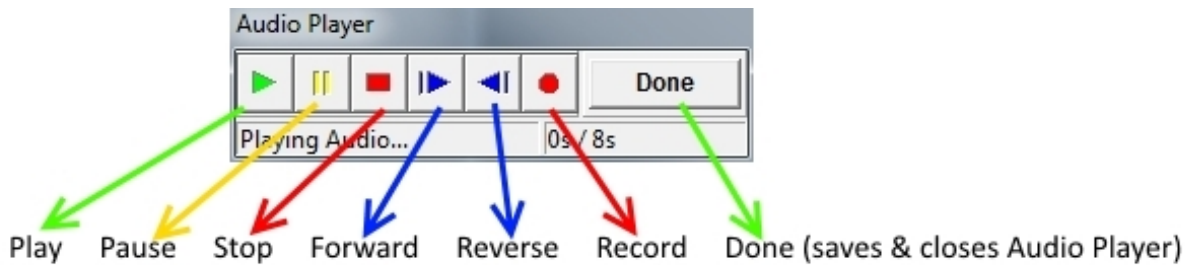 Audio Player
Done
Playing Audio... 0s / 8s
Play Pause Stop Forward Reverse Record Done (saves & closes Audio Player)